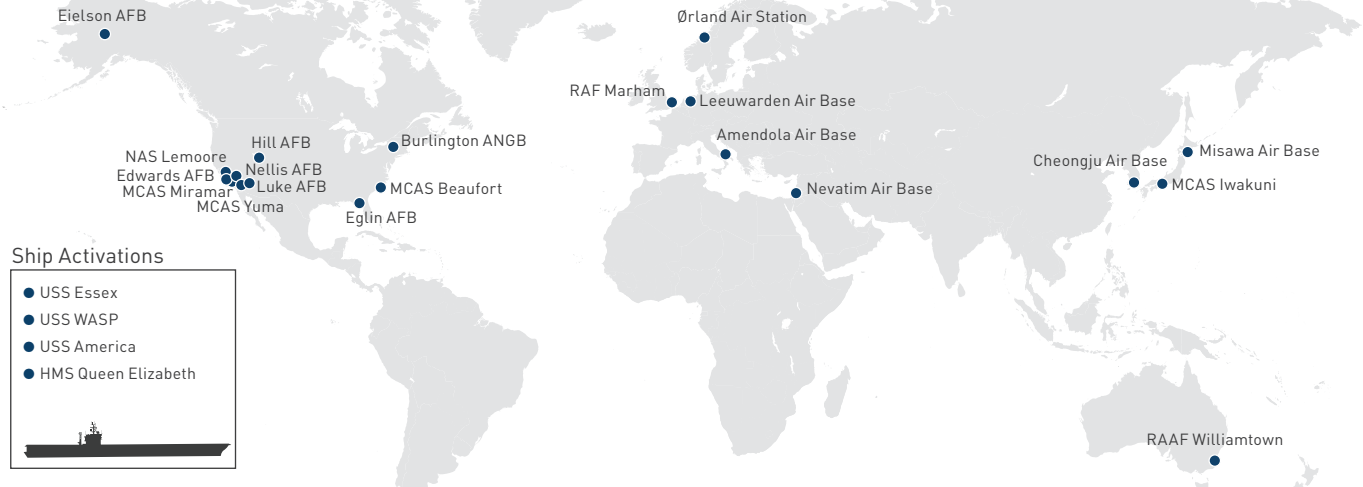 Eielson AFB
Ørland Air Station
RAF Marham
Leeuwarden Air Base
Amendola Air Base
Burlington ANGB
Hill AFB
NAS Lemoore
Nellis AFB
Edwards AFB
Luke AFB
MCAS Miramar
MCAS Yuma
MCAS Beaufort
Eglin AFB
Nevatim Air Base
Cheongju Air Base
Misawa Air Base
MCAS Iwakuni
Ship Activations
USS Essex
USS WASP
USS America
HMS Queen Elizabeth
RAAF Williamtown